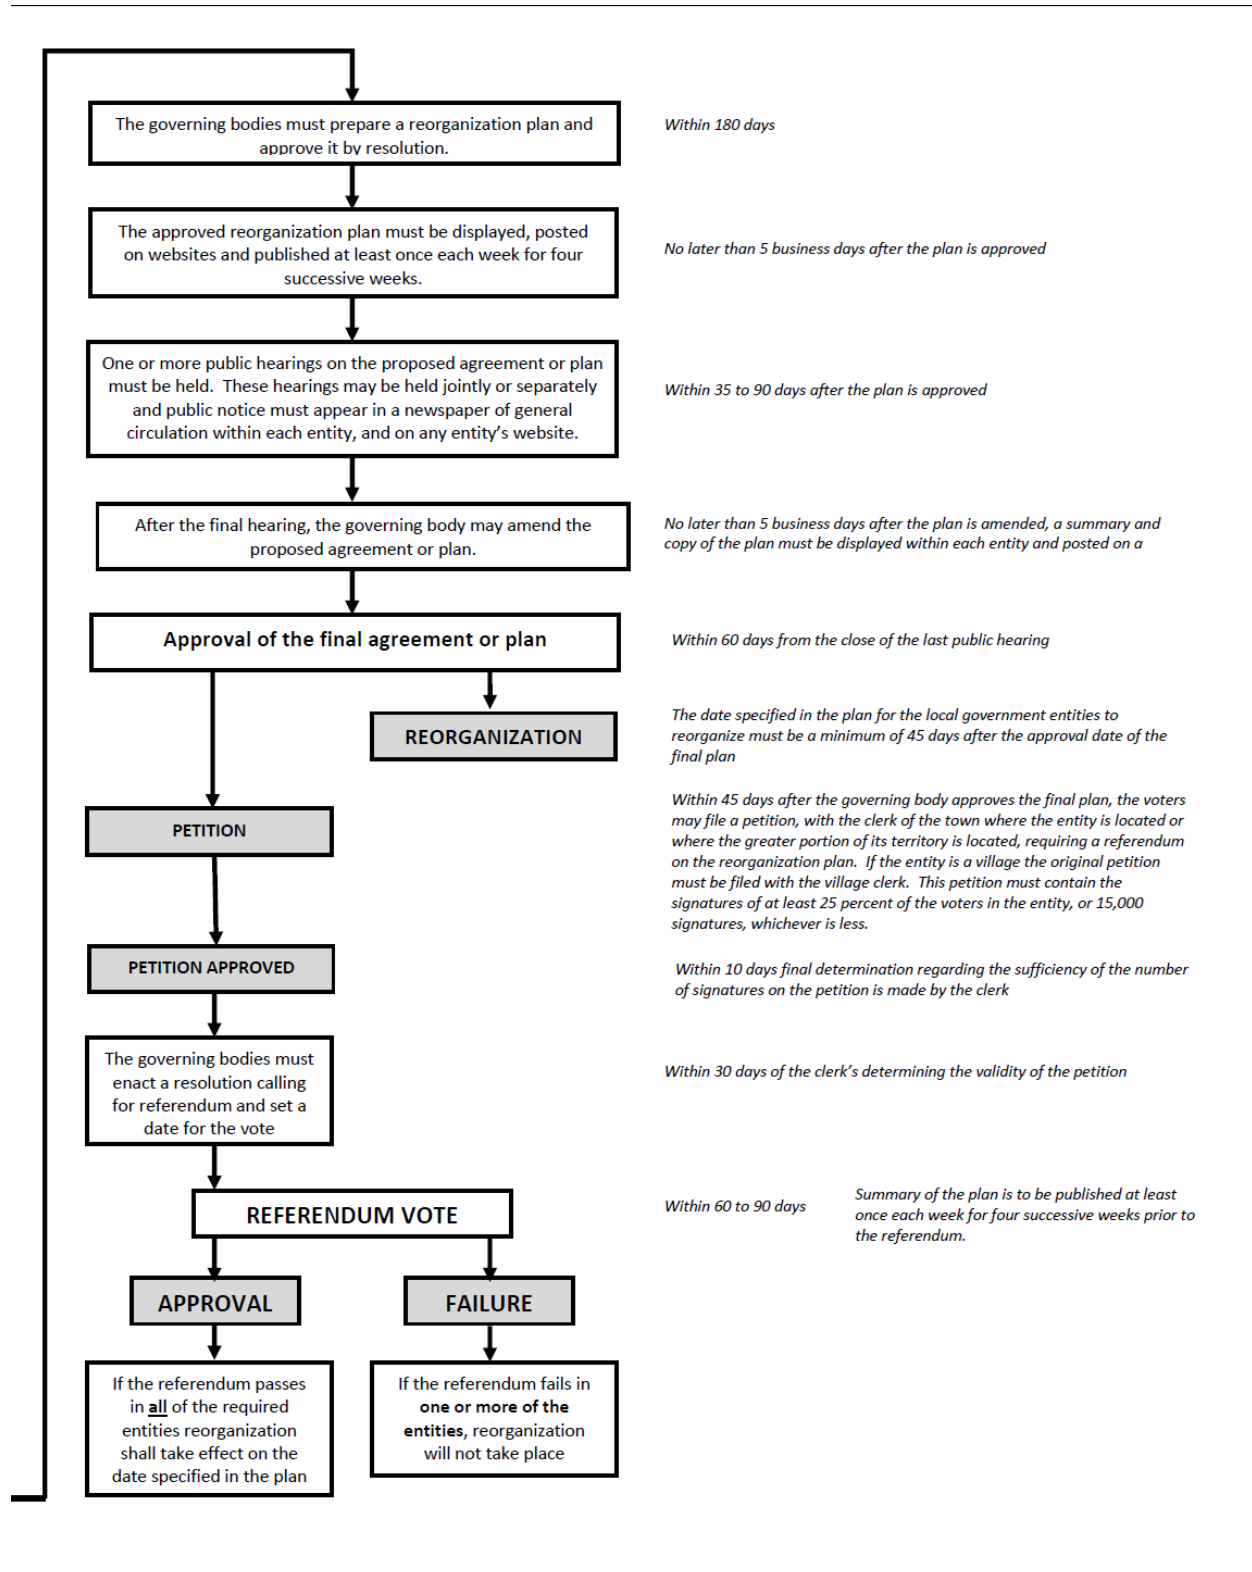 The governing bodies must prepare a reorganization plan and
approve it by resolution.
Within 180 days
The approved reorganization plan must be displayed, posted
on websites and published at least once each week for four
successive weeks.
No later than 5 business days after the plan is approved
One or more public hearings on the proposed agreement or plan
must be held.  These hearings may be held jointly or separately
and public notice must appear in a newspaper of general
circulation within each entity, and on any entity's website.
Within 35 to 90 days after the plan is approved
After the final hearing, the governing body may amend the
proposed agreement or plan.
No later than 5 business days after the plan is amended, a summary and
copy of the plan must be displayed within each entity and posted on a
Approval of the final agreement or plan
Within 60 days from the close of the last public hearing
REORGANIZATION
The date specified in the plan for the local government entities to
reorganize must be a minimum of 45 days after the approval date of the
final plan
PETITION
Within 45 days after the governing body approves the final plan, the voters
may file a petition, with the clerk of the town where the entity is located or
where the greater portion of its territory is located, requiring a referendum
on the reorganization plan.  If the entity is a village the original petition
must be filed with the village clerk.  This petition must contain the
signatures of at least 25 percent of the voters in the entity, or 15,000
signatures, whichever is less.
PETITION APPROVED
Within 10 days final determination regarding the sufficiency of the number
of signatures on the petition is made by the clerk
The governing bodies must
enact a resolution calling
for referendum and set a
date for the vote
Within 30 days of the clerk's determining the validity of the petition
REFERENDUM VOTE
Within 60 to 90 days
Summary of the plan is to be published at least
once each week for four successive weeks prior to
the referendum.
APPROVAL
FAILURE
If the referendum passes
in all of the required
entities reorganization
shall take effect on the
date specified in the plan
If the referendum fails in
one or more of the
entities, reorganization
will not take place